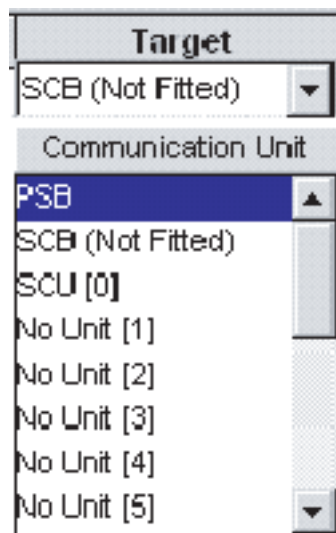 Target
SCB (Not Fitted)
Communication Unit
PSB
SCB (Not Fitted)
SCU [0]
No Unit [1]
No Unit [2]
No Unit [3]
No Unit [4]
No Unit [5]